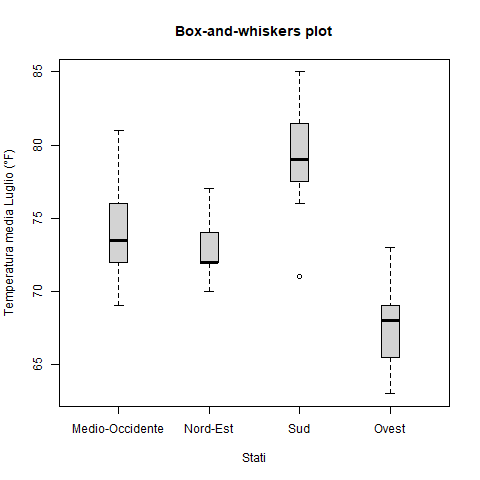 Box-and-whiskers plot
Temperatura media Luglio (°F)
85
80
75
70
65
Medio-Occidente
Nord-Est
Sud
Ovest
Stati